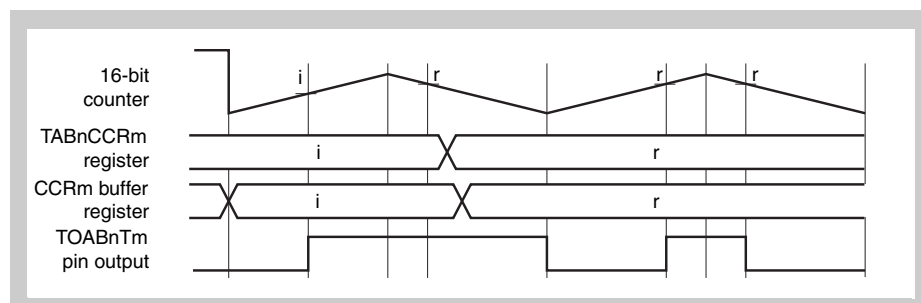 16-bit
counter
i
r
r
r
TABnCCRm
register
i
r
CCRm buffer
register
i
r
TOABnTm
pin output